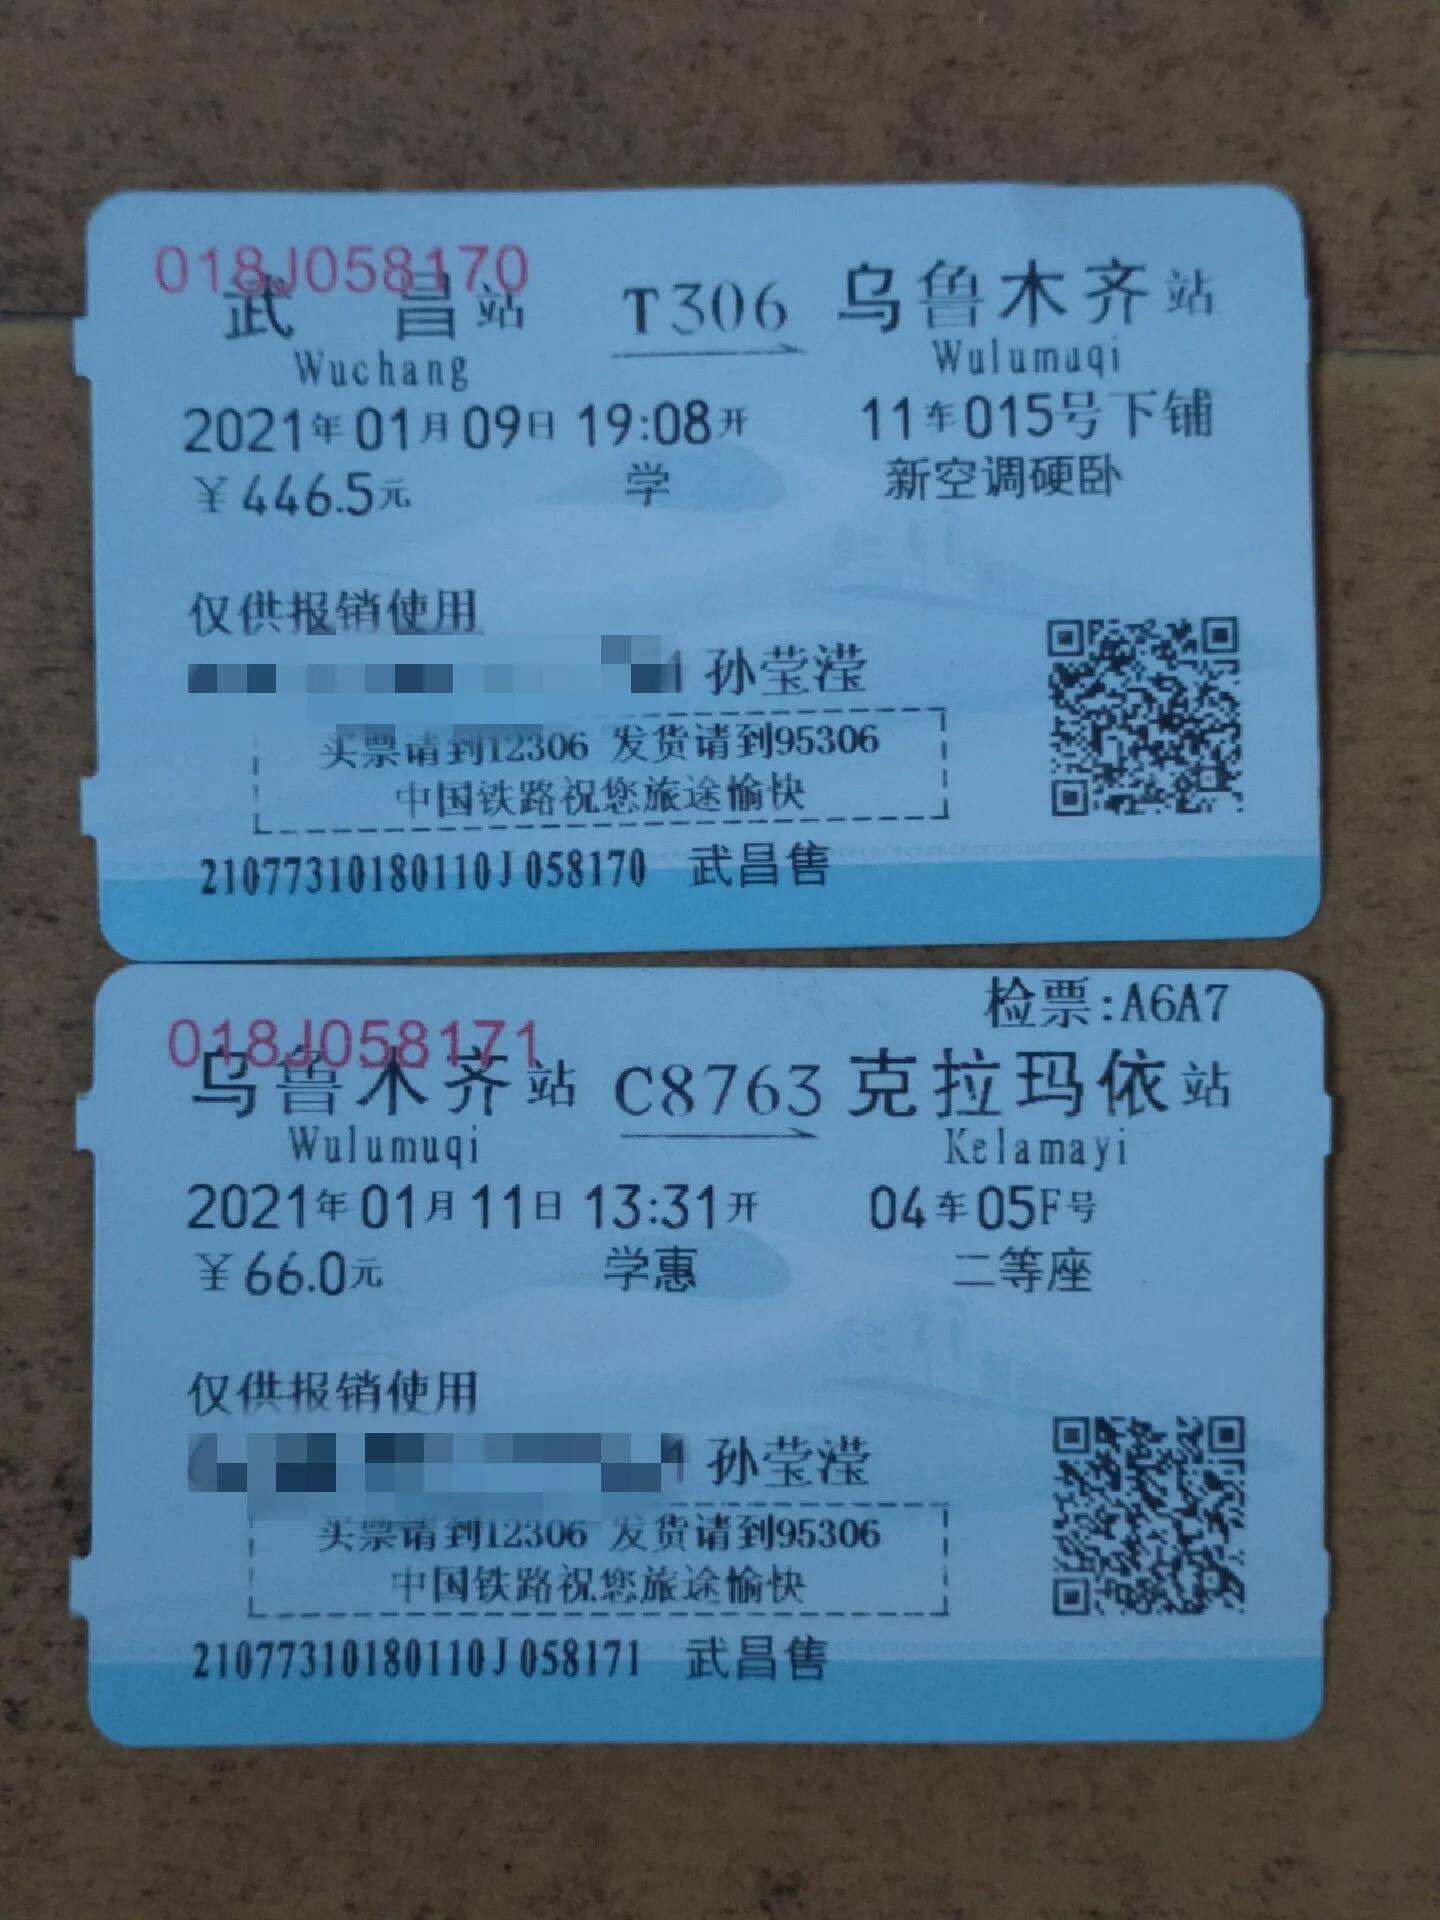 018J058170
武昌站 T306 乌鲁木齐站
Wuchang Wulumuqi
2021年01月09日 19:08开 11车015号下铺
¥446.5元 学 新空调硬卧
仅供报销使用
孙莹滢
买票请到12306 发货请到95306
中国铁路祝您旅途愉快
21077310180110J058170 武昌售
检票:A6A7
018J058171
乌鲁木齐站 C8763 克拉玛依站
Wulumuqi Kelamayi
2021年01月11日 13:31开 04车05F号
¥66.0元 学惠 二等座
仅供报销使用
孙莹滢
买票请到12306 发货请到95306
中国铁路祝您旅途愉快
21077310180110J058171 武昌售